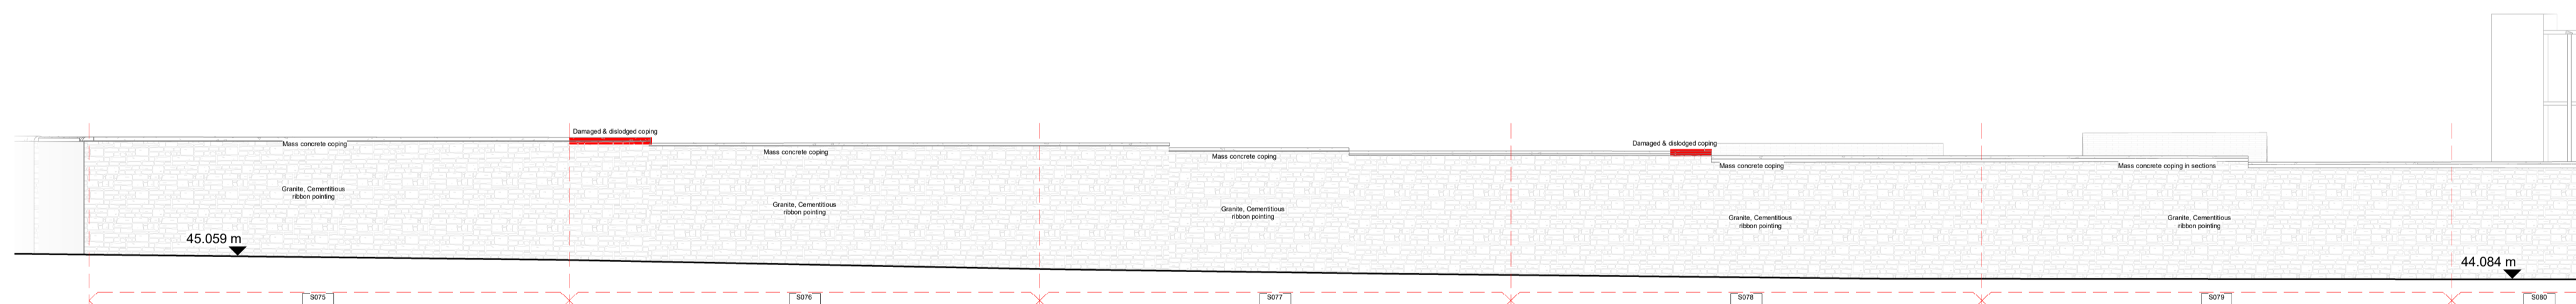 Damaged & dislodged coping
Damaged & dislodged coping
Mass concrete coping
Mass concrete coping
Mass concrete coping
Mass concrete coping
Mass concrete coping in sections
Granite, Cementitious
ribbon pointing
Granite, Cementitious
ribbon pointing
Granite, Cementitious
ribbon pointing
Granite, Cementitious
ribbon pointing
Granite, Cementitious
ribbon pointing
45.059 m
44.084 m
S075
S076
S077
S078
S079
S080